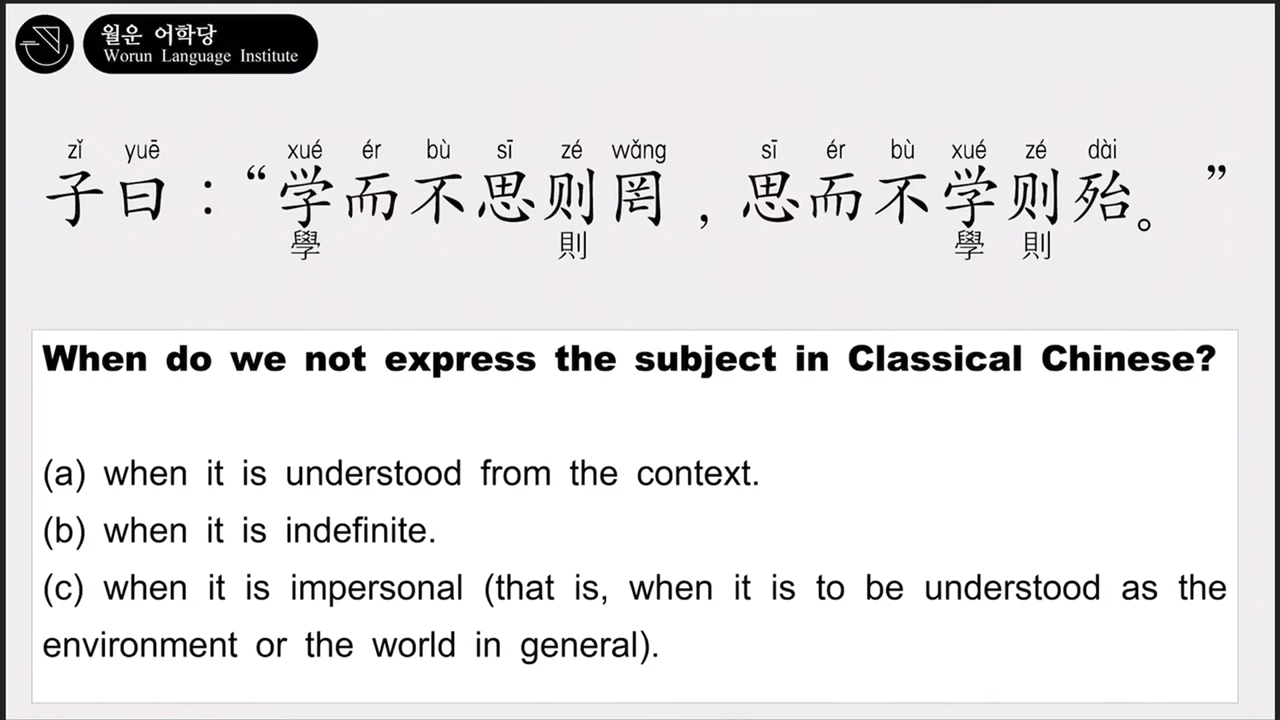 월운 어학당
Worun Language Institute
zǐ yuē xué ér bù sī zé wǎng sī ér bù xué zé dài
子曰：“学而不思则罔，思而不学则殆。”
學 則 學 則
When do we not express the subject in Classical Chinese?
(a) when it is understood from the context.
(b) when it is indefinite.
(c) when it is impersonal (that is, when it is to be understood as the
environment or the world in general).